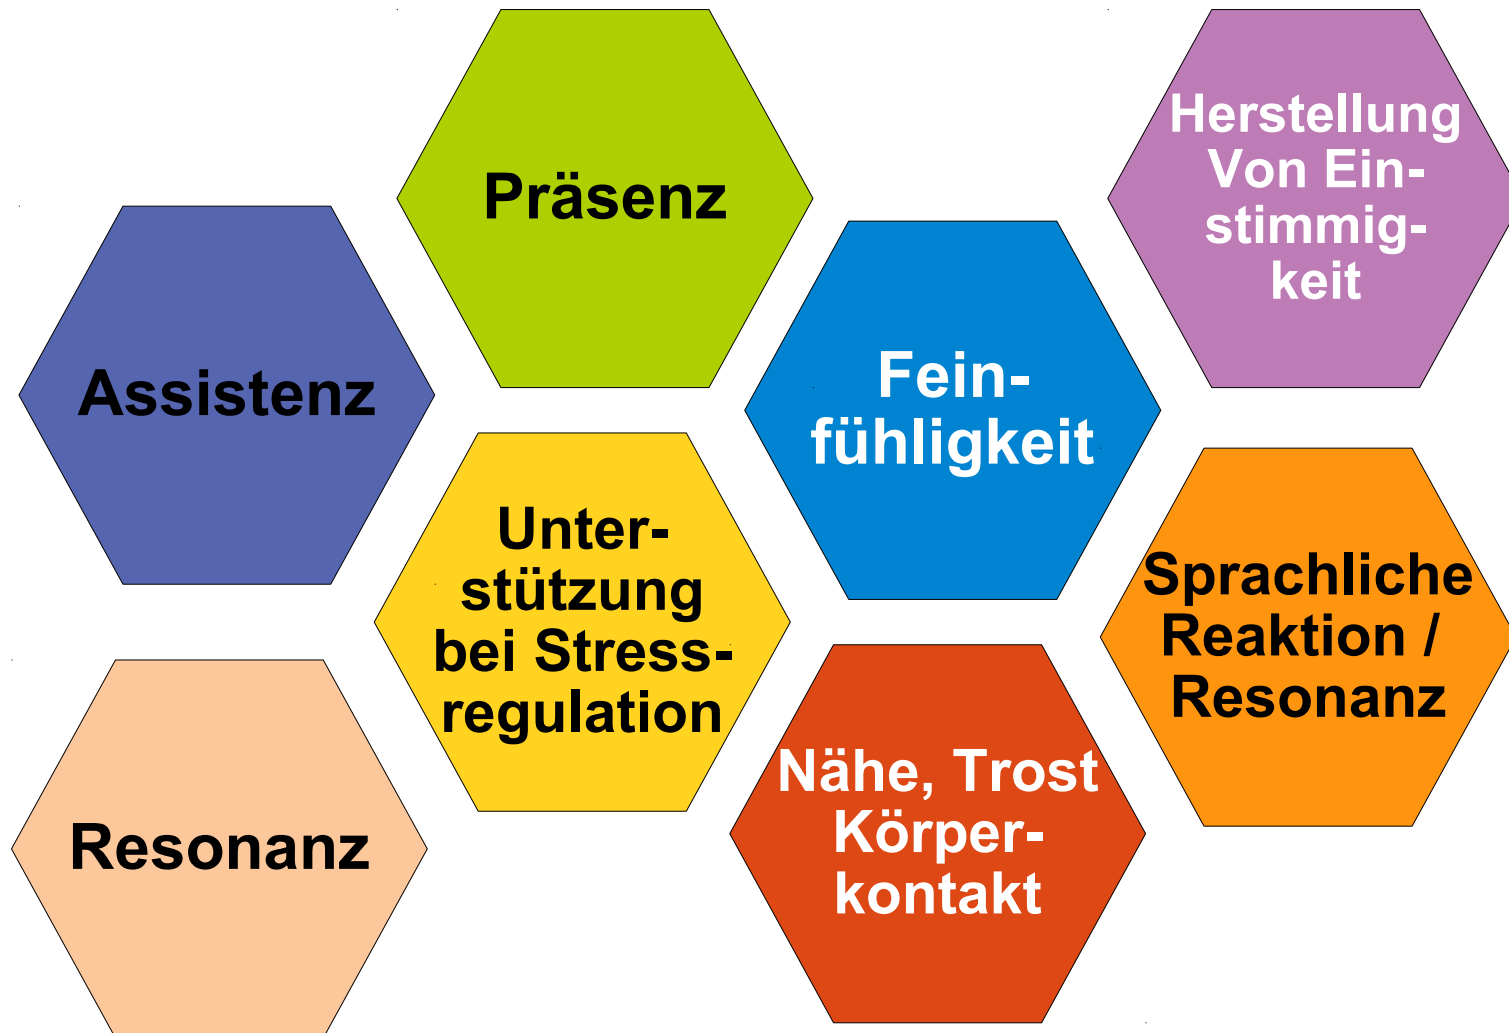 Präsenz
Herstellung
Von Ein-
stimmig-
keit
Assistenz
Fein-
fühligkeit
Unter-
stützung
bei Stress-
regulation
Sprachliche
Reaktion /
Resonanz
Resonanz
Nähe, Trost
Körper-
kontakt